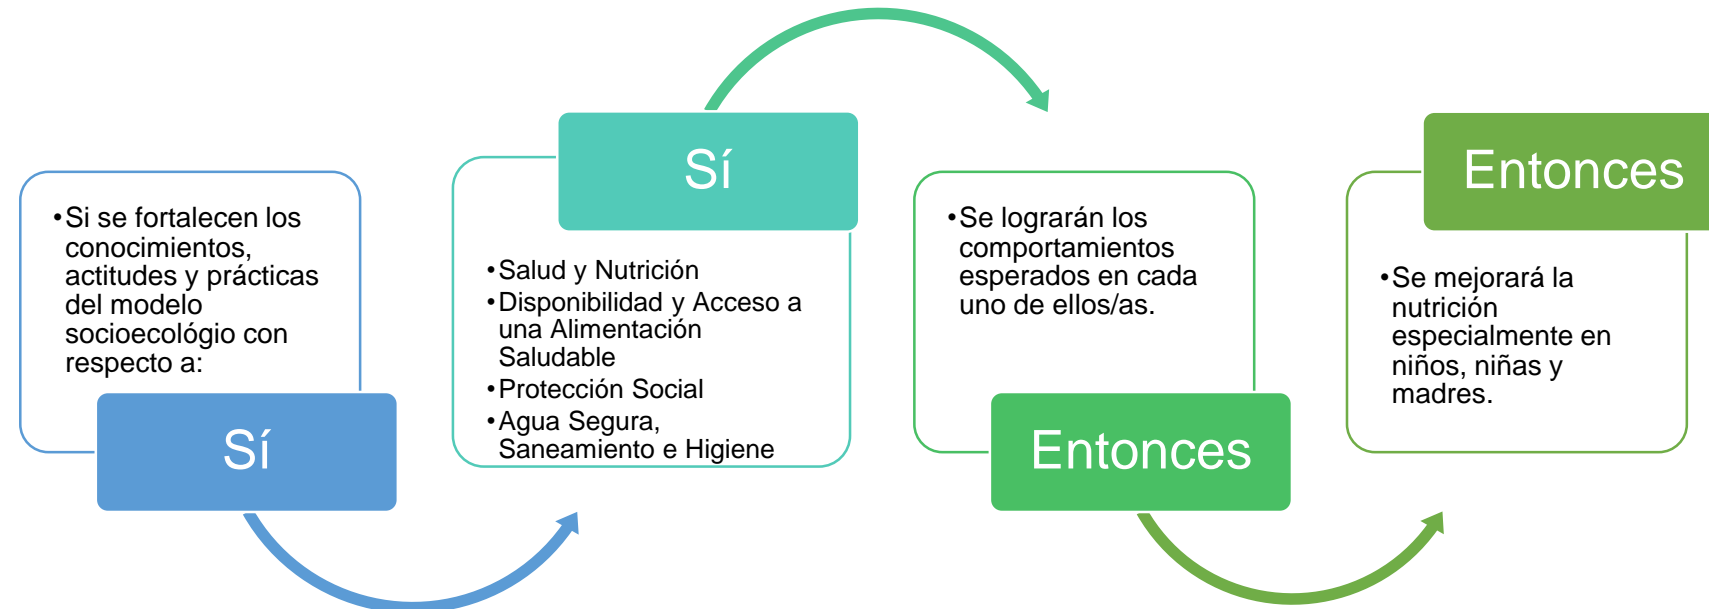 •Si se fortalecen los
conocimientos,
actitudes y prácticas
del modelo
socioecológio con
respecto a:
Sí
Sí
•Salud y Nutrición
•Disponibilidad y Acceso a
una Alimentación
Saludable
•Protección Social
•Agua Segura,
Saneamiento e Higiene
•Se lograrán los
comportamientos
esperados en cada
uno de ellos/as.
Entonces
Entonces
•Se mejorará la
nutrición
especialmente en
niños, niñas y
madres.